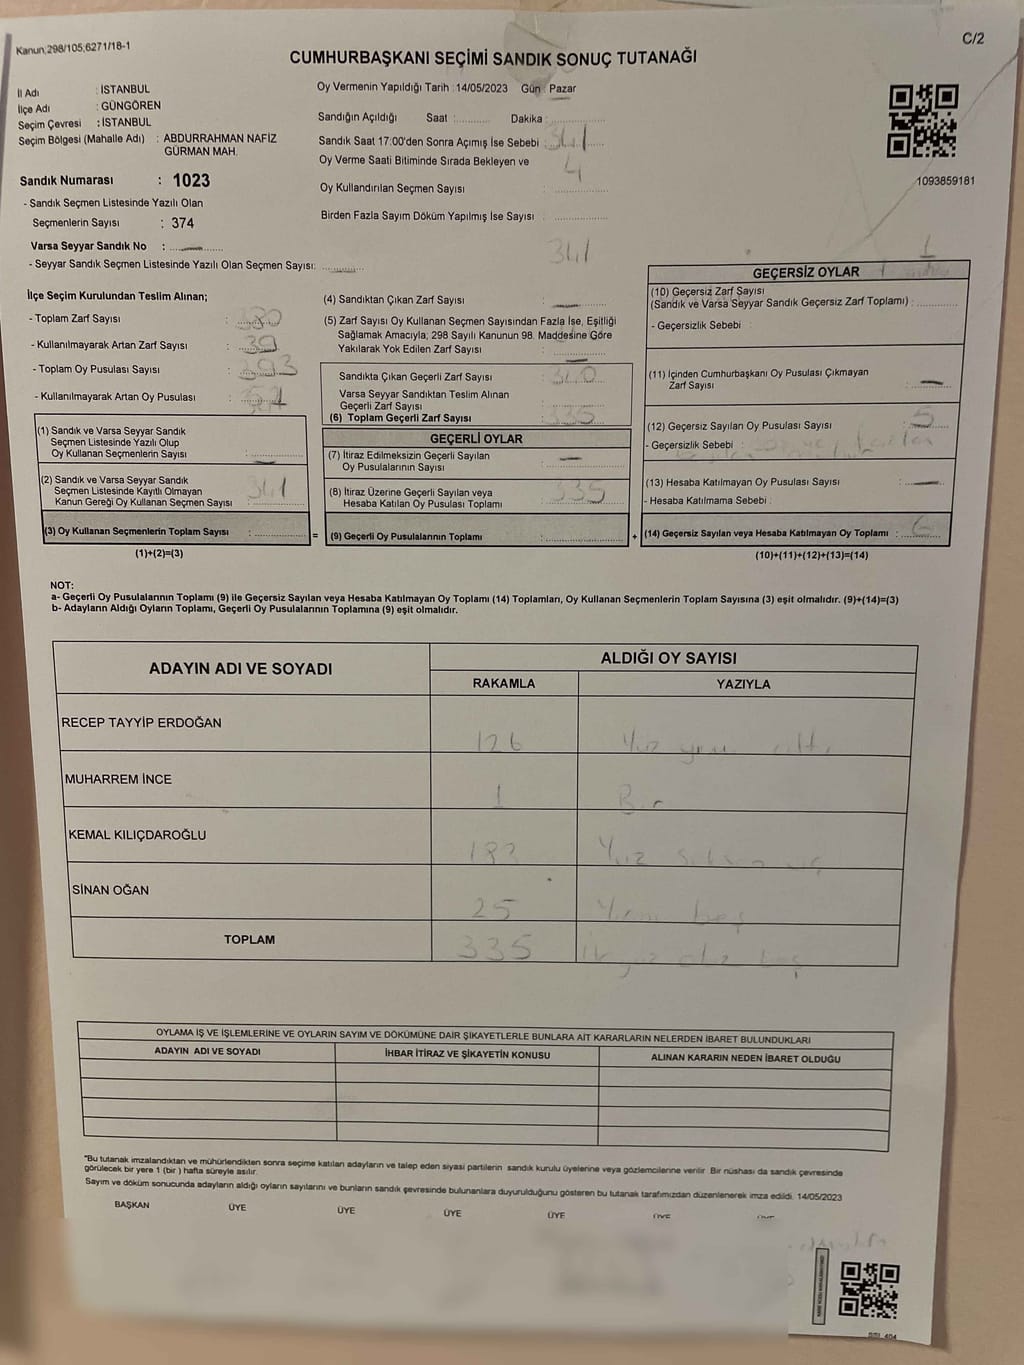 Kanun;298/105;6271/18-1
C/2
CUMHURBAŞKANI SEÇİMİ SANDIK SONUÇ TUTANAĞI
İl Adı : İSTANBUL
İlçe Adı : GÜNGÖREN
Seçim Çevresi : İSTANBUL
Seçim Bölgesi (Mahalle Adı) : ABDURRAHMAN NAFİZ
GÜRMAN MAH.
Sandık Numarası : 1023
- Sandık Seçmen Listesinde Yazılı Olan
Seçmenlerin Sayısı : 374
Varsa Seyyar Sandık No :
- Seyyar Sandık Seçmen Listesinde Yazılı Olan Seçmen Sayısı:
Oy Vermenin Yapıldığı Tarih : 14/05/2023 Gün : Pazar
Sandığın Açıldığı Saat : Dakika :
Sandık Saat 17:00'den Sonra Açımış İse Sebebi : 341
Oy Verme Saati Bitiminde Sırada Bekleyen ve 4
Oy Kullandırılan Seçmen Sayısı :
Birden Fazla Sayım Döküm Yapılmış İse Sayısı :
341
1093859181
İlçe Seçim Kurulundan Teslim Alınan;
- Toplam Zarf Sayısı : 380
- Kullanılmayarak Artan Zarf Sayısı : 39
- Toplam Oy Pusulası Sayısı : 393
- Kullanılmayarak Artan Oy Pusulası :
(1) Sandık ve Varsa Seyyar Sandık
Seçmen Listesinde Yazılı Olup
Oy Kullanan Seçmenlerin Sayısı :
(2) Sandık ve Varsa Seyyar Sandık
Seçmen Listesinde Kayıtlı Olmayan
Kanun Gereği Oy Kullanan Seçmen Sayısı : 341
(3) Oy Kullanan Seçmenlerin Toplam Sayısı :
(1)+(2)=(3)
(4) Sandıktan Çıkan Zarf Sayısı :
(5) Zarf Sayısı Oy Kullanan Seçmen Sayısından Fazla İse, Eşitliği
Sağlamak Amacıyla, 298 Sayılı Kanunun 98. Maddesine Göre
Yakılarak Yok Edilen Zarf Sayısı :
Sandıkta Çıkan Geçerli Zarf Sayısı : 340
Varsa Seyyar Sandıktan Teslim Alınan
Geçerli Zarf Sayısı :
(6) Toplam Geçerli Zarf Sayısı : 335
GEÇERLİ OYLAR
(7) İtiraz Edilmeksizin Geçerli Sayılan
Oy Pusulalarının Sayısı :
(8) İtiraz Üzerine Geçerli Sayılan veya
Hesaba Katılan Oy Pusulası Toplamı : 335
= (9) Geçerli Oy Pusulalarının Toplamı :
1
GEÇERSİZ OYLAR
(10) Geçersiz Zarf Sayısı
(Sandık ve Varsa Seyyar Sandık Geçersiz Zarf Toplamı) :
- Geçersizlik Sebebi :
(11) İçinden Cumhurbaşkanı Oy Pusulası Çıkmayan
Zarf Sayısı :
(12) Geçersiz Sayılan Oy Pusulası Sayısı : 5
- Geçersizlik Sebebi :
(13) Hesaba Katılmayan Oy Pusulası Sayısı :
- Hesaba Katılmama Sebebi :
+ (14) Geçersiz Sayılan veya Hesaba Katılmayan Oy Toplamı : 6
(10)+(11)+(12)+(13)=(14)
NOT:
a- Geçerli Oy Pusulalarının Toplamı (9) ile Geçersiz Sayılan veya Hesaba Katılmayan Oy Toplamı (14) Toplamları, Oy Kullanan Seçmenlerin Toplam Sayısına (3) eşit olmalıdır. (9)+(14)=(3)
b- Adayların Aldığı Oyların Toplamı, Geçerli Oy Pusulalarının Toplamına (9) eşit olmalıdır.
ADAYIN ADI VE SOYADI
ALDIĞI OY SAYISI
RAKAMLA YAZIYLA
RECEP TAYYİP ERDOĞAN 126 Yüz altı
MUHARREM İNCE 1 Bir
KEMAL KILIÇDAROĞLU 183 Yüz
SİNAN OĞAN 25 Yirmi beş
TOPLAM 335 yüz otuz beş
OYLAMA İŞ VE İŞLEMLERİNE VE OYLARIN SAYIM VE DÖKÜMÜNE DAİR ŞİKAYETLERLE BUNLARA AİT KARARLARIN NELERDEN İBARET BULUNDUKLARI
ADAYIN ADI VE SOYADI İHBAR İTİRAZ VE ŞİKAYETİN KONUSU ALINAN KARARIN NEDEN İBARET OLDUĞU
"Bu tutanak imzalandıktan ve mühürlendikten sonra seçime katılan adayların ve talep eden siyasi partilerin sandık kurulu üyelerine veya gözlemcilerine verilir. Bir nüshası da sandık çevresinde
görülecek bir yere 1 (bir) hafta süreyle asılır.
Sayım ve döküm sonucunda adayların aldığı oyların sayılarını ve bunların sandık çevresinde bulunanlara duyurulduğunu gösteren bu tutanak tarafımızdan düzenlenerek imza edildi. 14/05/2023
BAŞKAN ÜYE ÜYE ÜYE ÜYE